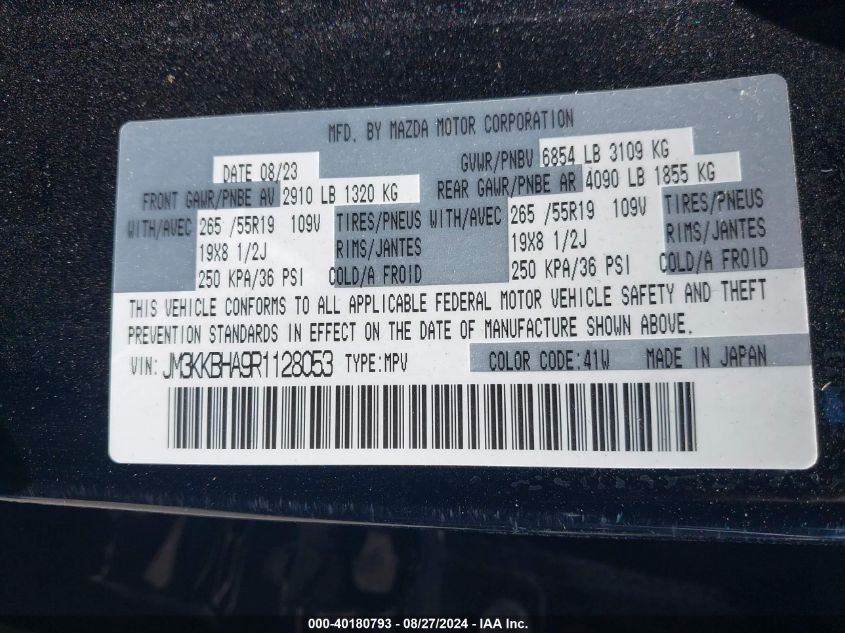 MFD. BY MAZDA MOTOR CORPORATION
DATE 08/23 GVWR/PNBV 6854 LB 3109 KG
FRONT GAWR/PNBE AV 2910 LB 1320 KG REAR GAWR/PNBE AR 4090 LB 1855 KG
WITH/AVEC 265 /55R19 109V TIRES/PNEUS WITH/AVEC 265 /55R19 109V TIRES/PNEUS
19X8 1/2J RIMS/JANTES 19X8 1/2J RIMS/JANTES
250 KPA/36 PSI COLD/A FROID 250 KPA/36 PSI COLD/A FROID
THIS VEHICLE CONFORMS TO ALL APPLICABLE FEDERAL MOTOR VEHICLE SAFETY AND THEFT
PREVENTION STANDARDS IN EFFECT ON THE DATE OF MANUFACTURE SHOWN ABOVE.
VIN: JM3KKBHA9R1128053 TYPE:MPV COLOR CODE:41W MADE IN JAPAN
000-40180793 - 08/27/2024 - IAA Inc.